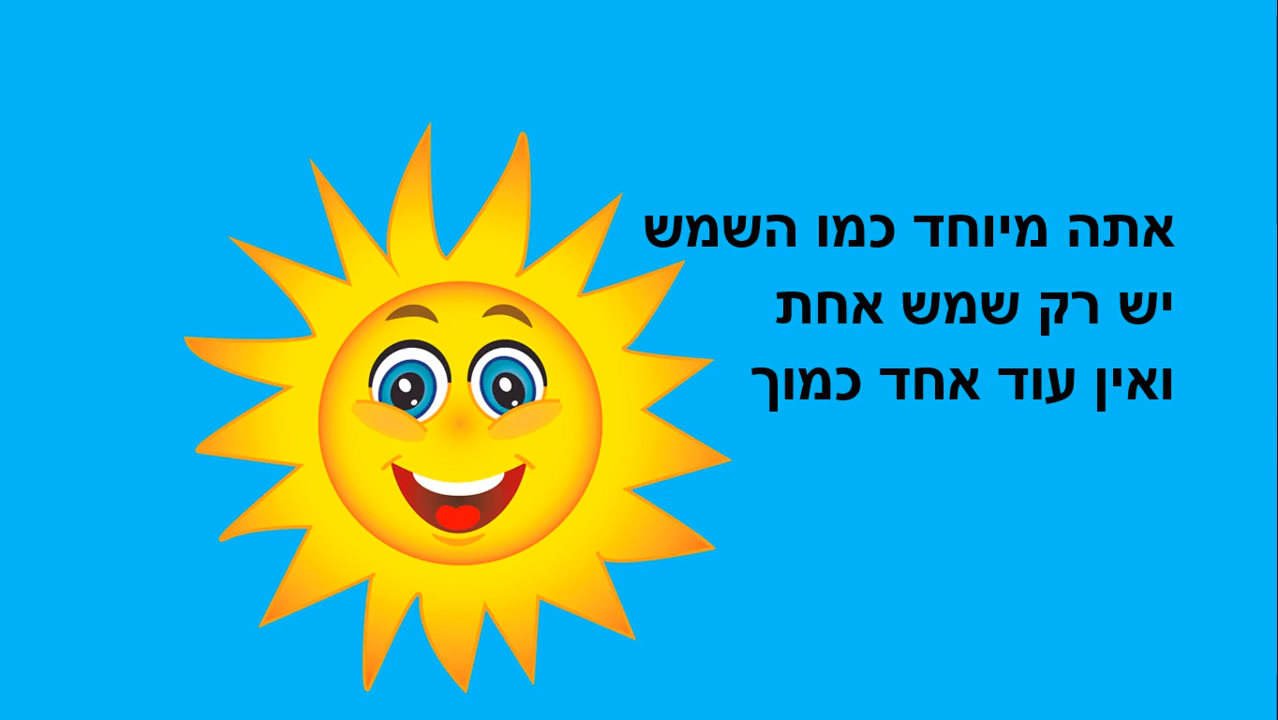 אתה מיוחד כמו השמש
יש רק שמש אחת
ואין עוד אחד כמוך